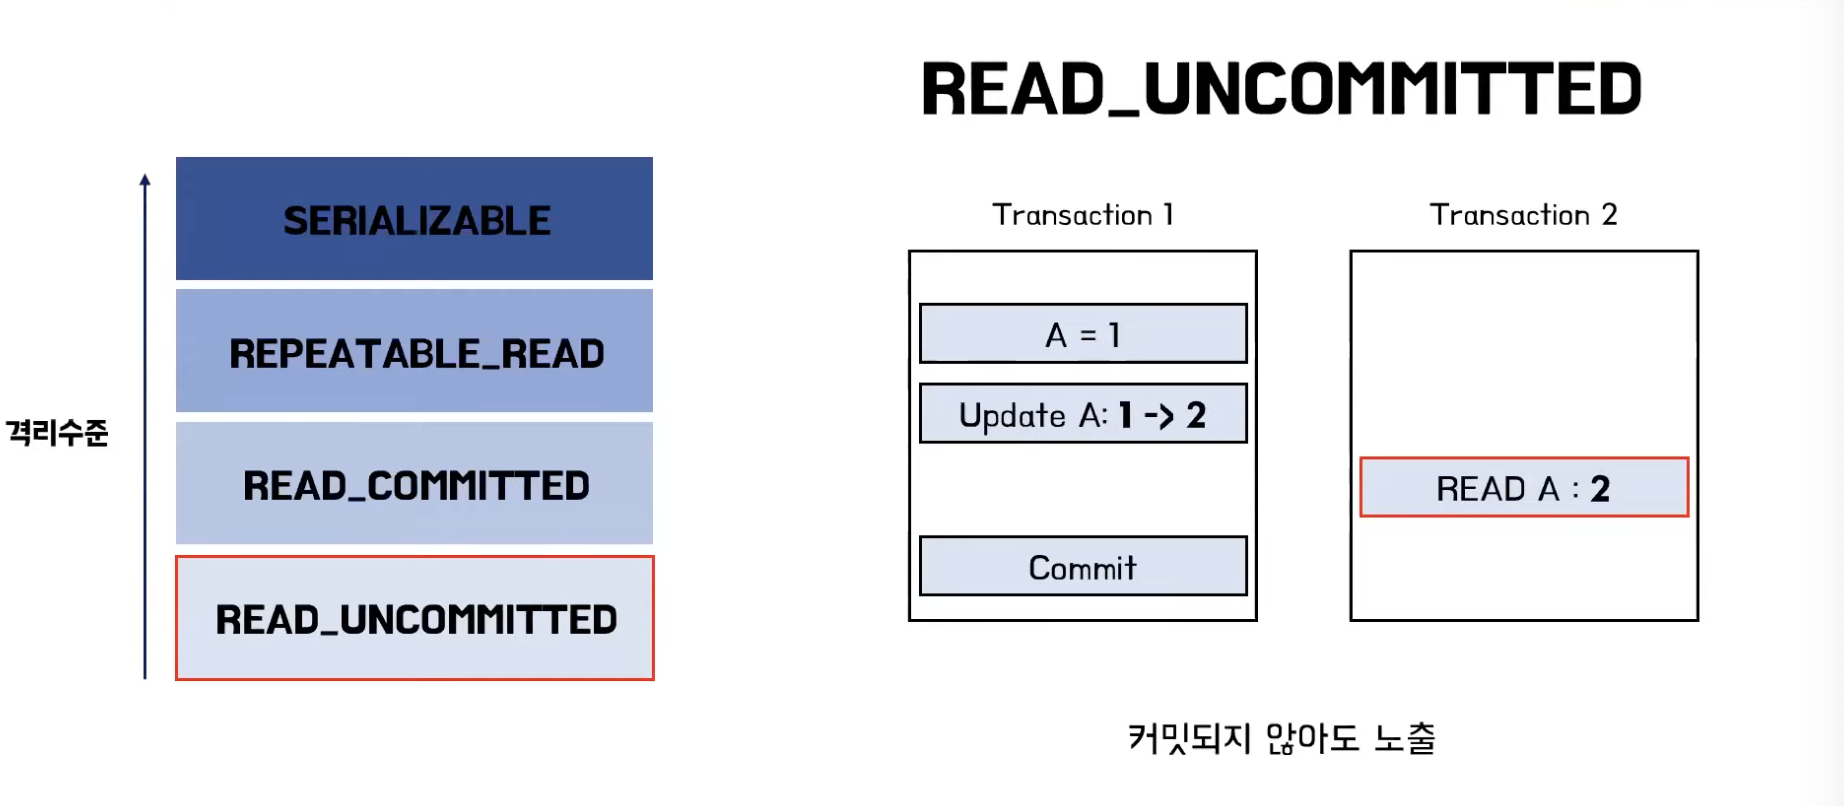 격리수준
SERIALIZABLE
REPEATABLE_READ
READ_COMMITTED
READ_UNCOMMITTED
READ_UNCOMMITTED
Transaction 1
A = 1
Update A: 1 -> 2
Commit
Transaction 2
READ A : 2
커밋되지 않아도 노출